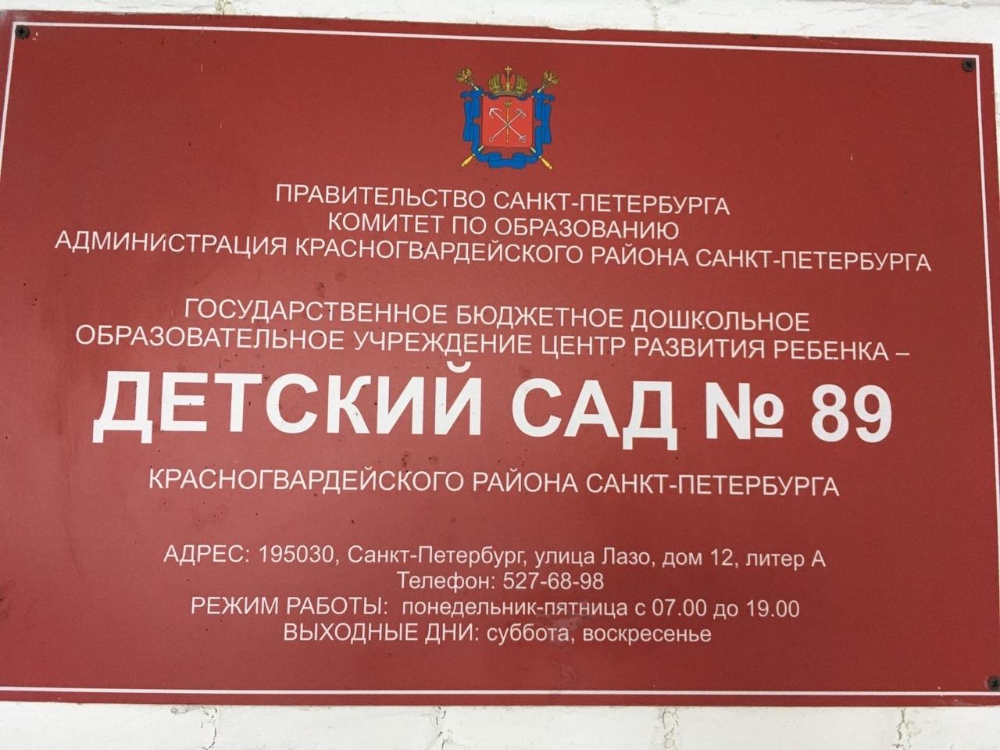 ПРАВИТЕЛЬСТВО САНКТ-ПЕТЕРБУРГА
КОМИТЕТ ПО ОБРАЗОВАНИЮ
АДМИНИСТРАЦИЯ КРАСНОГВАРДЕЙСКОГО РАЙОНА САНКТ-ПЕТЕРБУРГА
ГОСУДАРСТВЕННОЕ БЮДЖЕТНОЕ ДОШКОЛЬНОЕ
ОБРАЗОВАТЕЛЬНОЕ УЧРЕЖДЕНИЕ ЦЕНТР РАЗВИТИЯ РЕБЕНКА –
ДЕТСКИЙ САД № 89
КРАСНОГВАРДЕЙСКОГО РАЙОНА САНКТ-ПЕТЕРБУРГА
АДРЕС: 195030, Санкт-Петербург, улица Лазо, дом 12, литер А
Телефон: 527-68-98
РЕЖИМ РАБОТЫ: понедельник-пятница с 07.00 до 19.00
ВЫХОДНЫЕ ДНИ: суббота, воскресенье